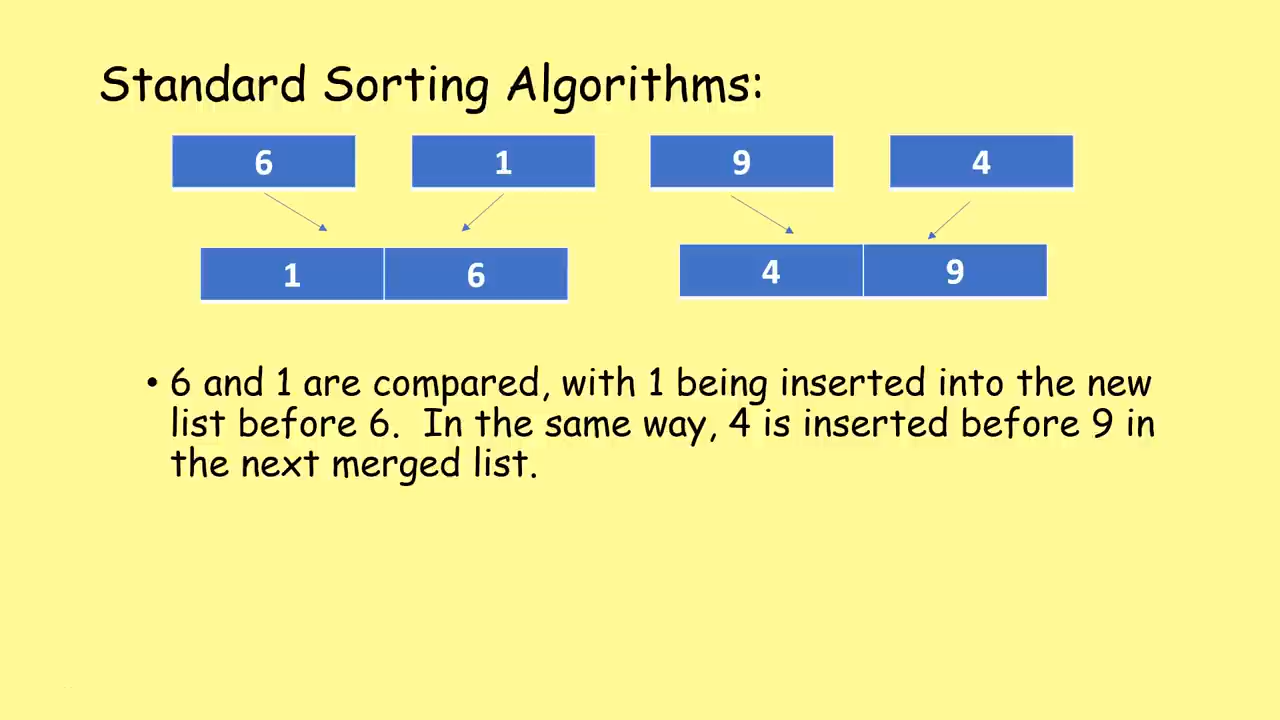 Standard Sorting Algorithms:
6 1 9 4
1 6 4 9
• 6 and 1 are compared, with 1 being inserted into the new
list before 6. In the same way, 4 is inserted before 9 in
the next merged list.